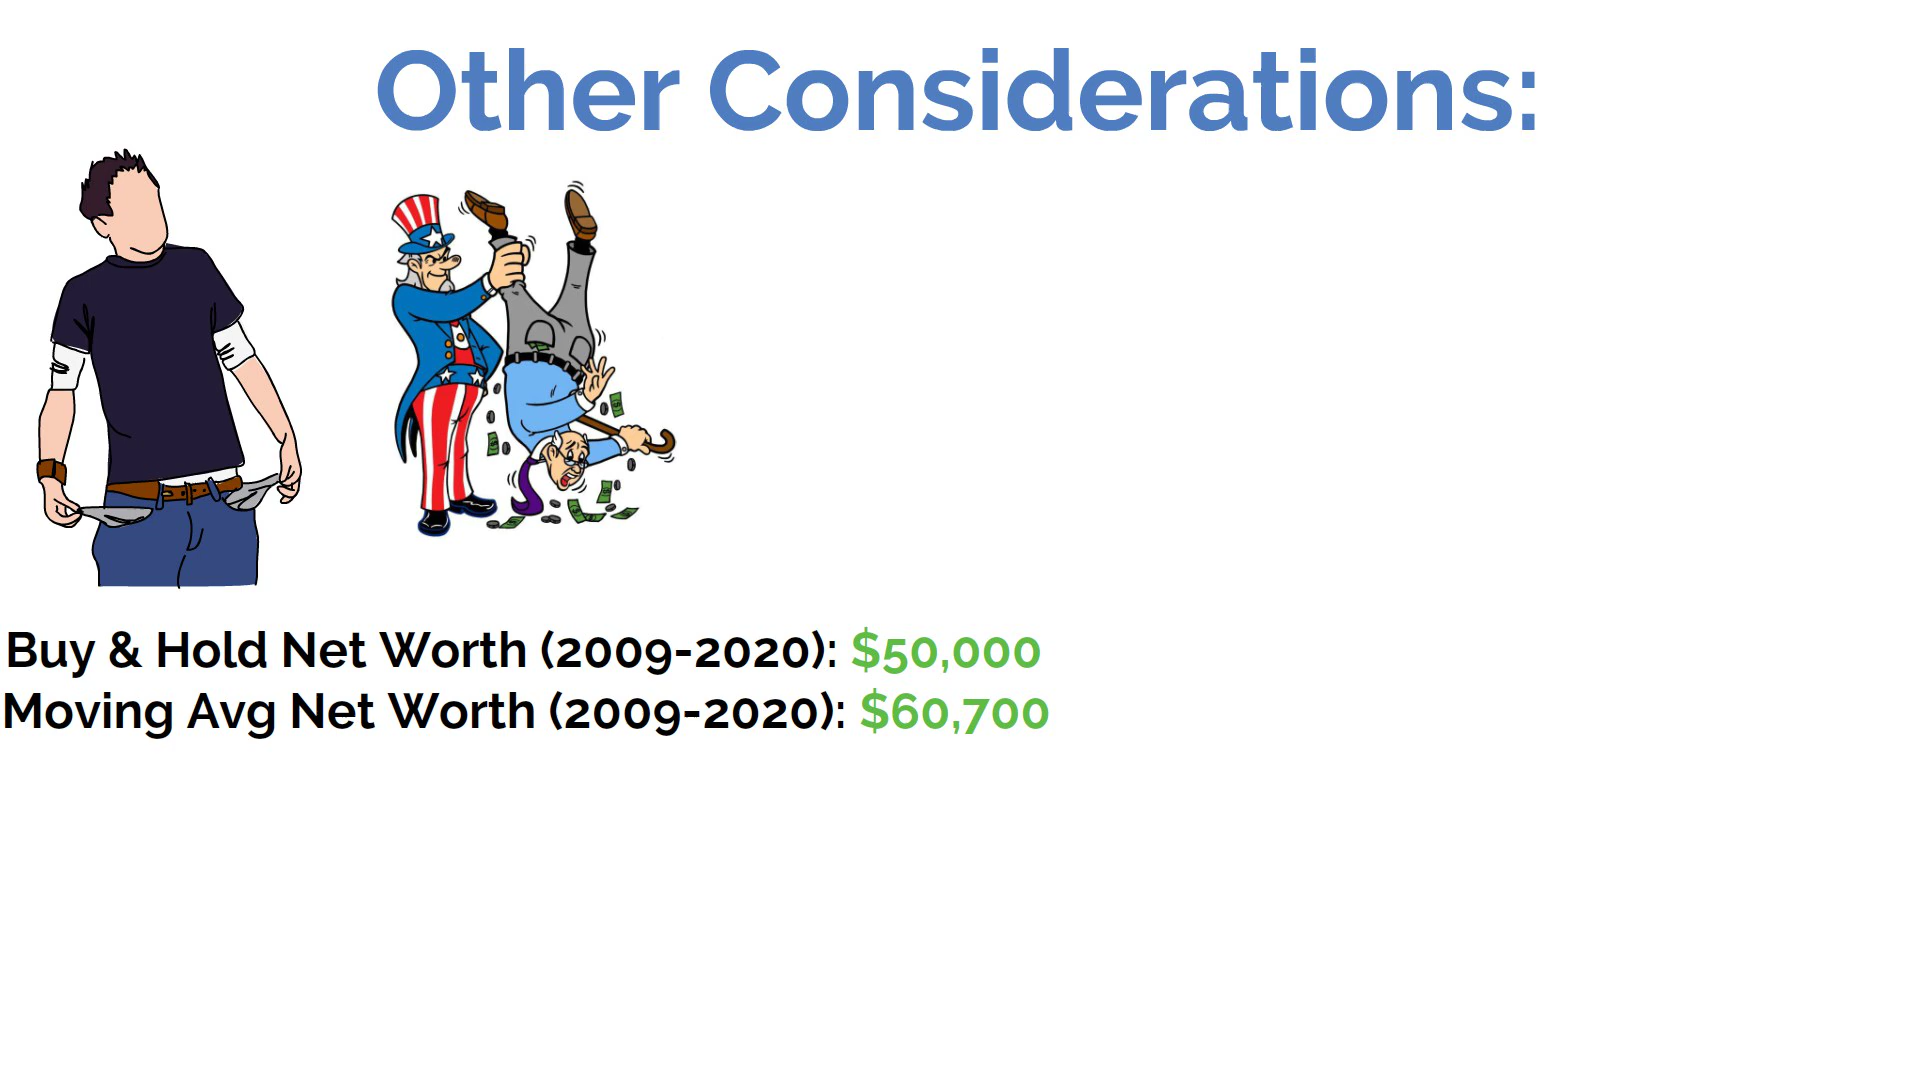 Other Considerations:
Buy & Hold Net Worth (2009-2020): $50,000
Moving Avg Net Worth (2009-2020): $60,700